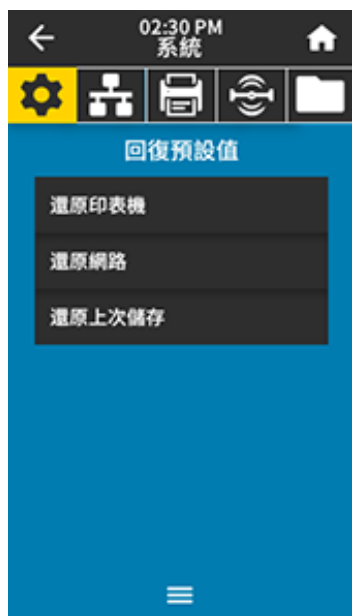 02:30 PM
系統
回復預設值
還原印表機
還原網路
還原上次儲存